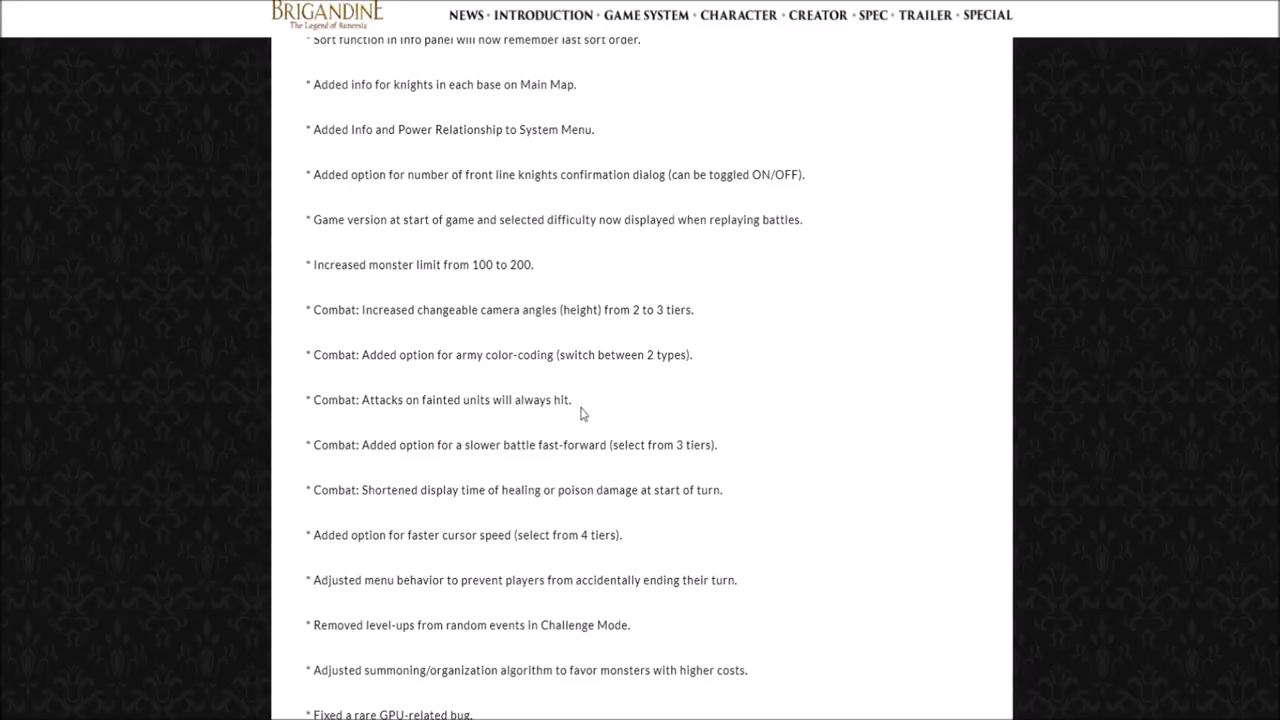 BRIGANDINE
The Legend of Runersia
NEWS • INTRODUCTION • GAME SYSTEM • CHARACTER • CREATOR • SPEC • TRAILER • SPECIAL
* Sort function in info panel will now remember last sort order.
* Added info for knights in each base on Main Map.
* Added Info and Power Relationship to System Menu.
* Added option for number of front line knights confirmation dialog (can be toggled ON/OFF).
* Game version at start of game and selected difficulty now displayed when replaying battles.
* Increased monster limit from 100 to 200.
* Combat: Increased changeable camera angles (height) from 2 to 3 tiers.
* Combat: Added option for army color-coding (switch between 2 types).
* Combat: Attacks on fainted units will always hit.
* Combat: Added option for a slower battle fast-forward (select from 3 tiers).
* Combat: Shortened display time of healing or poison damage at start of turn.
* Added option for faster cursor speed (select from 4 tiers).
* Adjusted menu behavior to prevent players from accidentally ending their turn.
* Removed level-ups from random events in Challenge Mode.
* Adjusted summoning/organization algorithm to favor monsters with higher costs.
* Fixed a rare GPU-related bug.